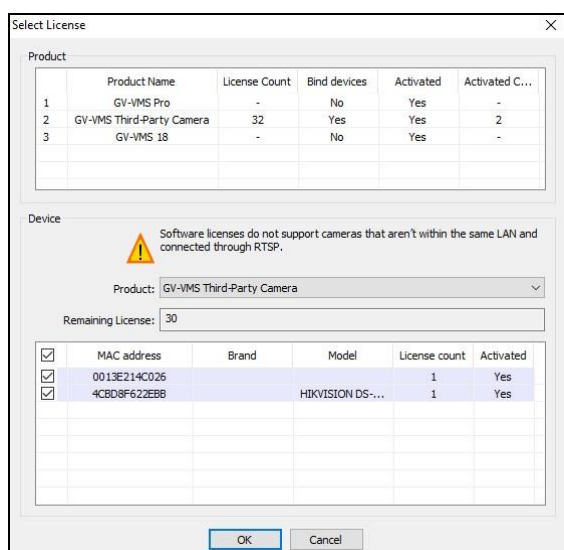 Select License
Product
Product Name License Count Bind devices Activated Activated C...
1 GV-VMS Pro - No Yes -
2 GV-VMS Third-Party Camera 32 Yes Yes 2
3 GV-VMS 18 - No Yes -
Device
Software licenses do not support cameras that aren't within the same LAN and
connected through RTSP.
Product: GV-VMS Third-Party Camera
Remaining License: 30
MAC address Brand Model License count Activated
0013E214C026 1 Yes
4CBD8F622EBB HIKVISION DS-... 1 Yes
OK Cancel